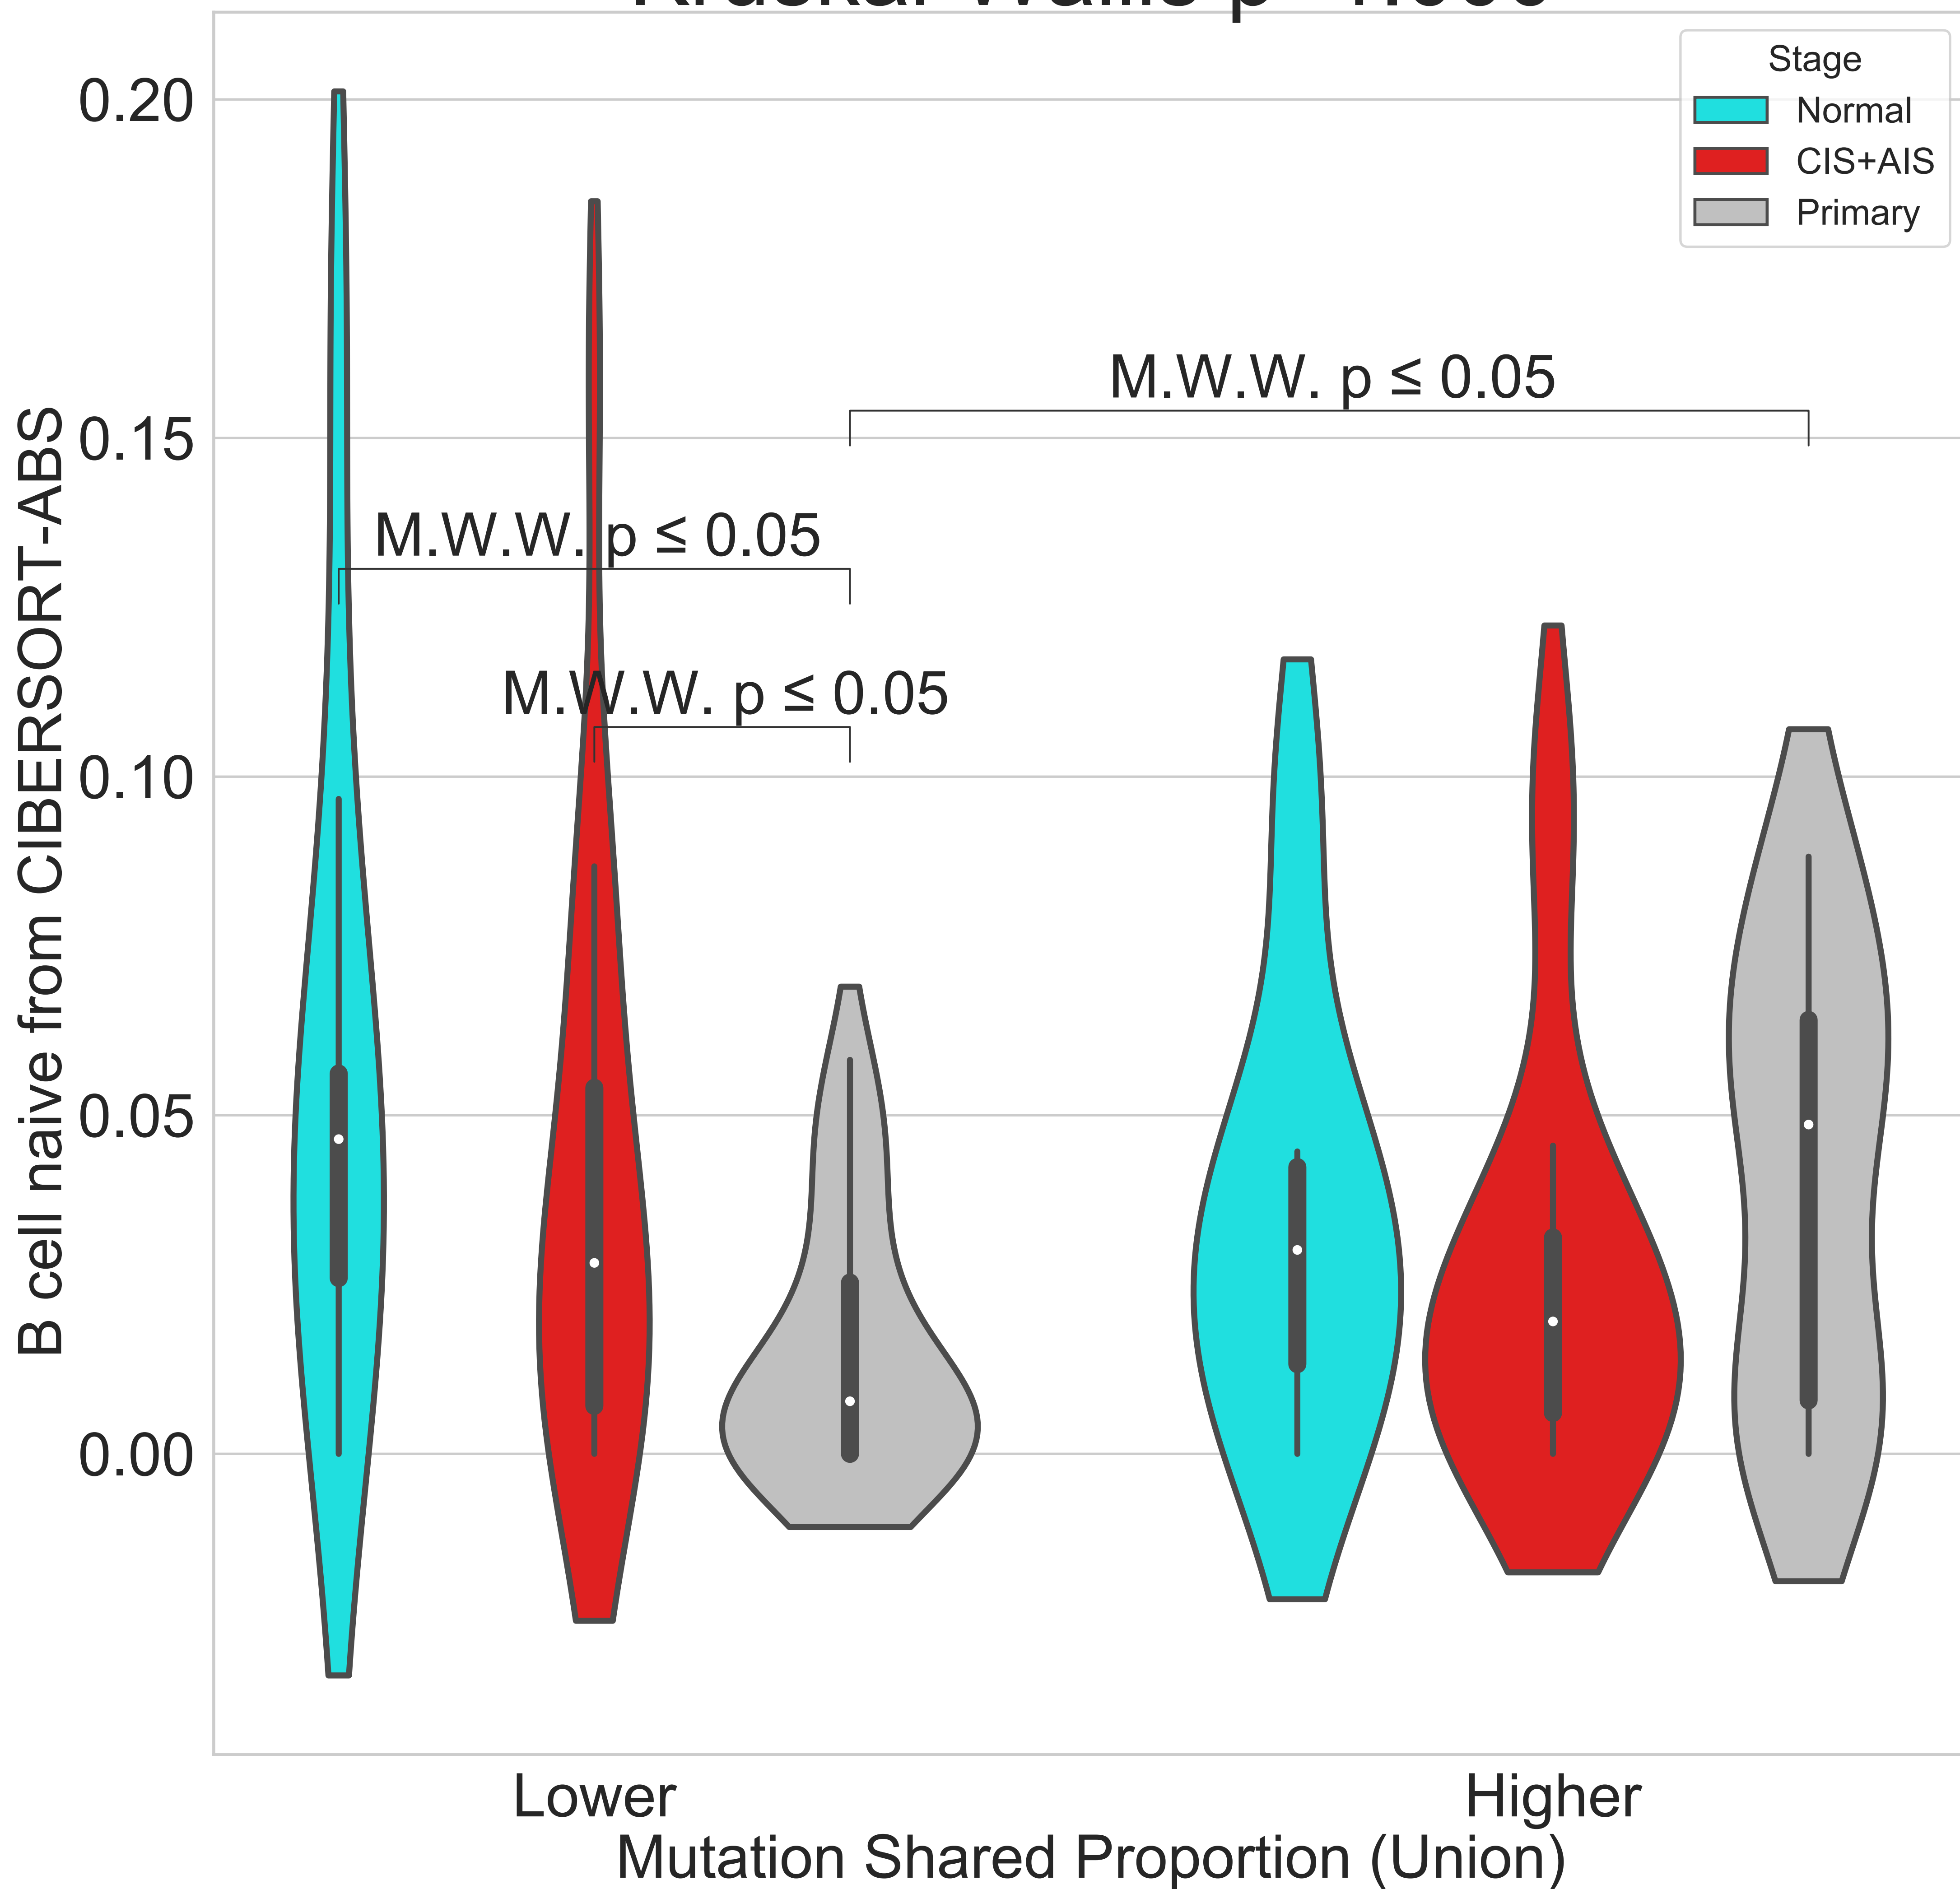 Stage
Normal
CIS+AIS
Primary
0.20
0.15
0.10
0.05
0.00
B cell naive from CIBERSORT-ABS
M.W.W. p ≤ 0.05
M.W.W. p ≤ 0.05
M.W.W. p ≤ 0.05
Lower
Higher
Mutation Shared Proportion (Union)